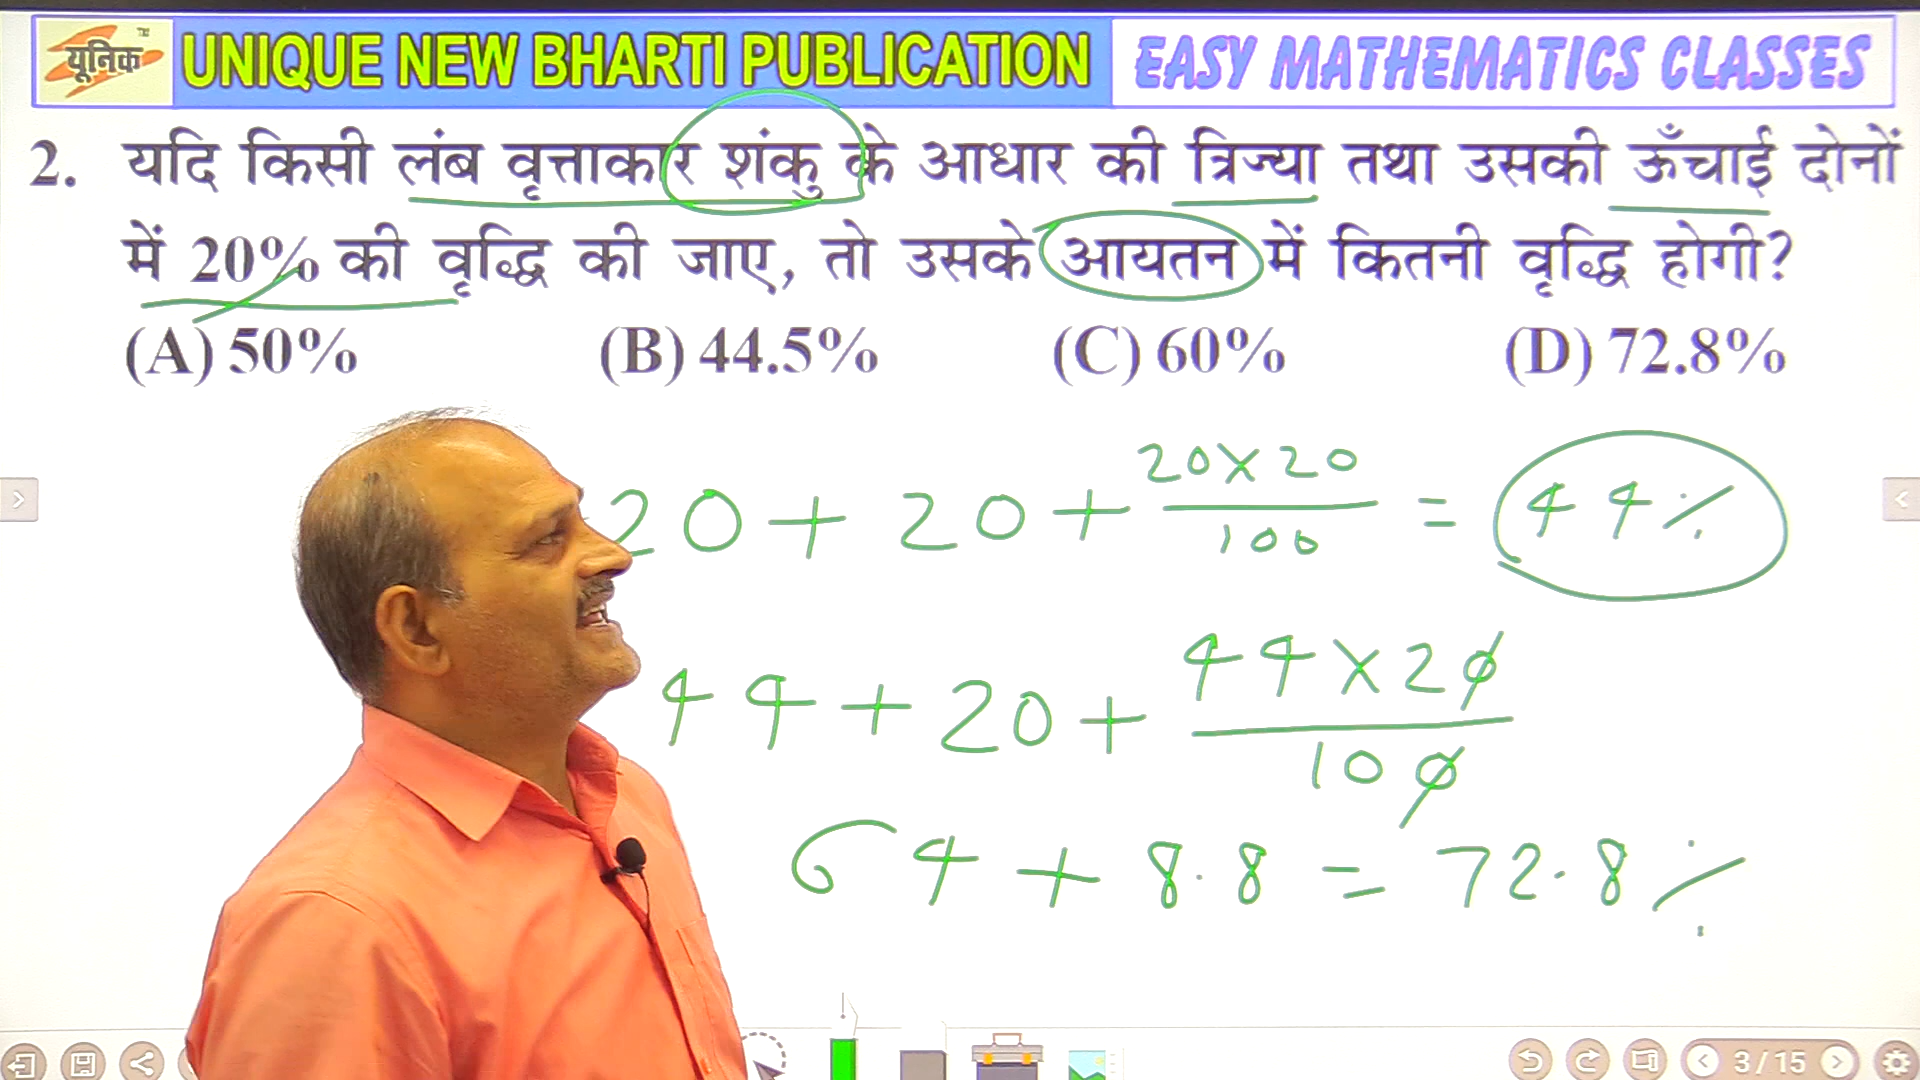 यूनिक TM UNIQUE NEW BHARTI PUBLICATION EASY MATHEMATICS CLASSES
2. यदि किसी लंब वृत्ताकार शंकु के आधार की त्रिज्या तथा उसकी ऊँचाई दोनों
में 20% की वृद्धि की जाए, तो उसके आयतन में कितनी वृद्धि होगी?
(A) 50% (B) 44.5% (C) 60% (D) 72.8%
20 + 20 + 20 × 20 / 100 = 44%
44 + 20 + 44 × 20 / 100
64 + 8.8 = 72.8%
3 / 15